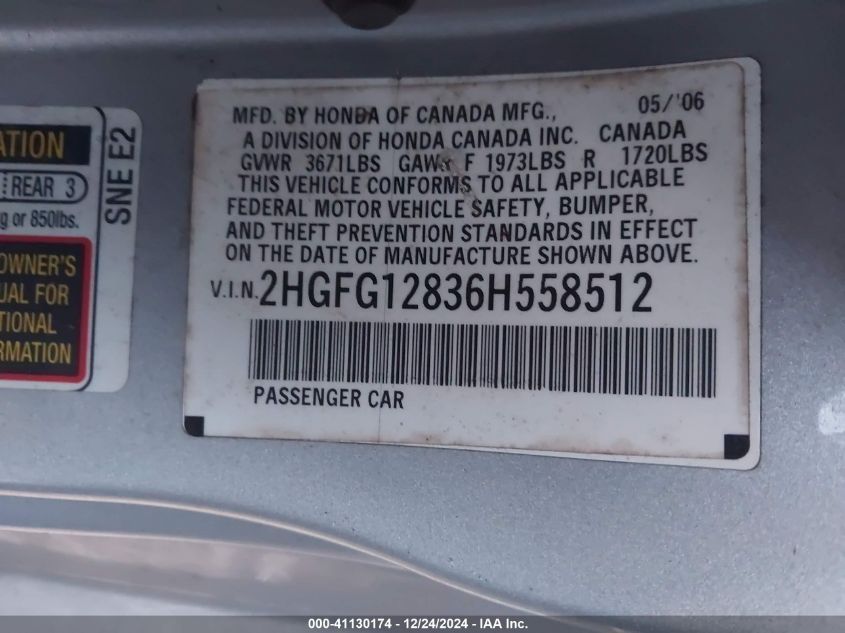 ATION
REAR 3
g or 850lbs.
OWNER'S
UAL FOR
TIONAL
RMATION
SNE E2
MFD. BY HONDA OF CANADA MFG., 05/'06
A DIVISION OF HONDA CANADA INC. CANADA
GVWR 3671LBS GAWR F 1973LBS R 1720LBS
THIS VEHICLE CONFORMS TO ALL APPLICABLE
FEDERAL MOTOR VEHICLE SAFETY, BUMPER,
AND THEFT PREVENTION STANDARDS IN EFFECT
ON THE DATE OF MANUFACTURE SHOWN ABOVE.
V.I.N. 2HGFG12836H558512
PASSENGER CAR
000-41130174 - 12/24/2024 - IAA Inc.